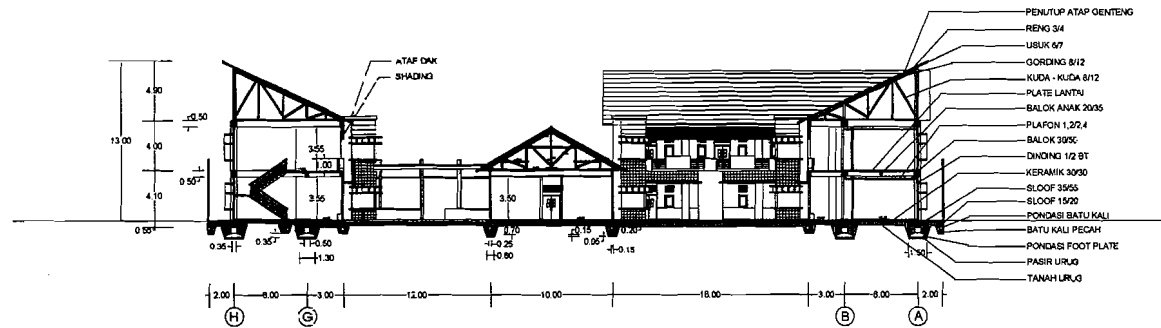 ATAP DAK
SHADING
PENUTUP ATAP GENTENG
RENG 3/4
USUK 5/7
GORDING 8/12
KUDA - KUDA 8/12
PLATE LANTAI
BALOK ANAK 20/35
PLAFON 1,2/2,4
BALOK 30/50
DINDING 1/2 BT
KERAMIK 30/30
SLOOF 35/55
SLOOF 15/20
PONDASI BATU KALI
BATU KALI PECAH
PONDASI FOOT PLATE
PASIR URUG
TANAH URUG
13.00
4.90
4.00
4.10
0.50
0.50
0.55
3.55
1.00
3.55
3.50
0.35
0.35
0.50
1.30
0.70
0.25
0.60
0.15
0.05
0.20
0.15
1.50
2.00
6.00
3.00
12.00
10.00
3.00
6.00
2.00
H
G
B
A